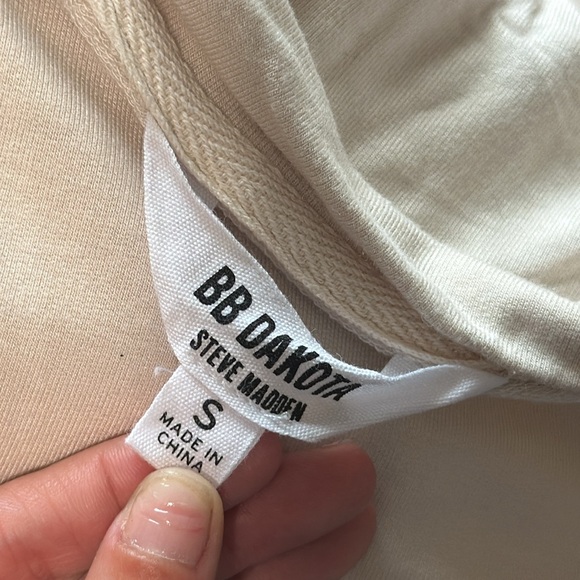 BB DAKOTA
STEVE MADDEN
S
MADE IN
CHINA